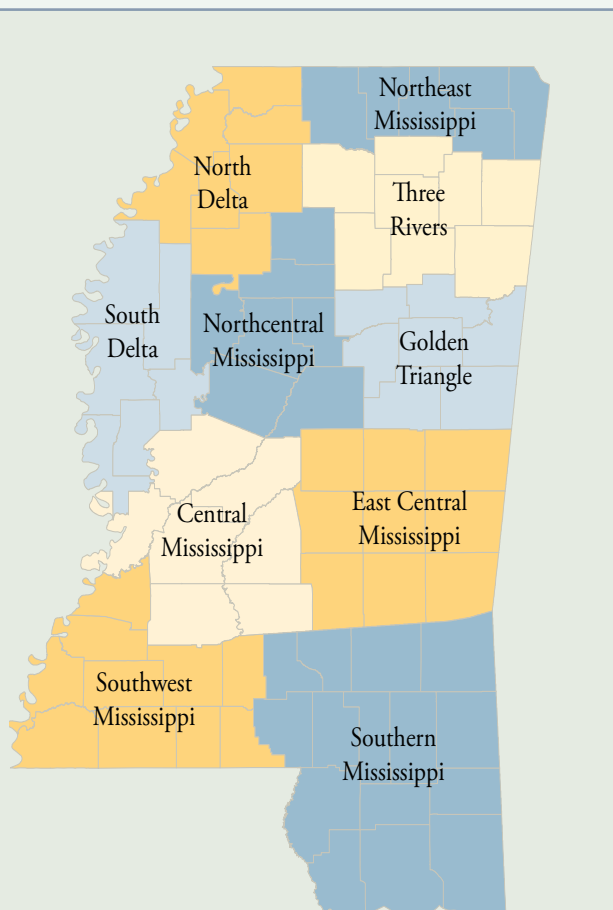 Northeast
Mississippi
North
Delta
Three
Rivers
South
Delta
Northcentral
Mississippi
Golden
Triangle
Central
Mississippi
East Central
Mississippi
Southwest
Mississippi
Southern
Mississippi